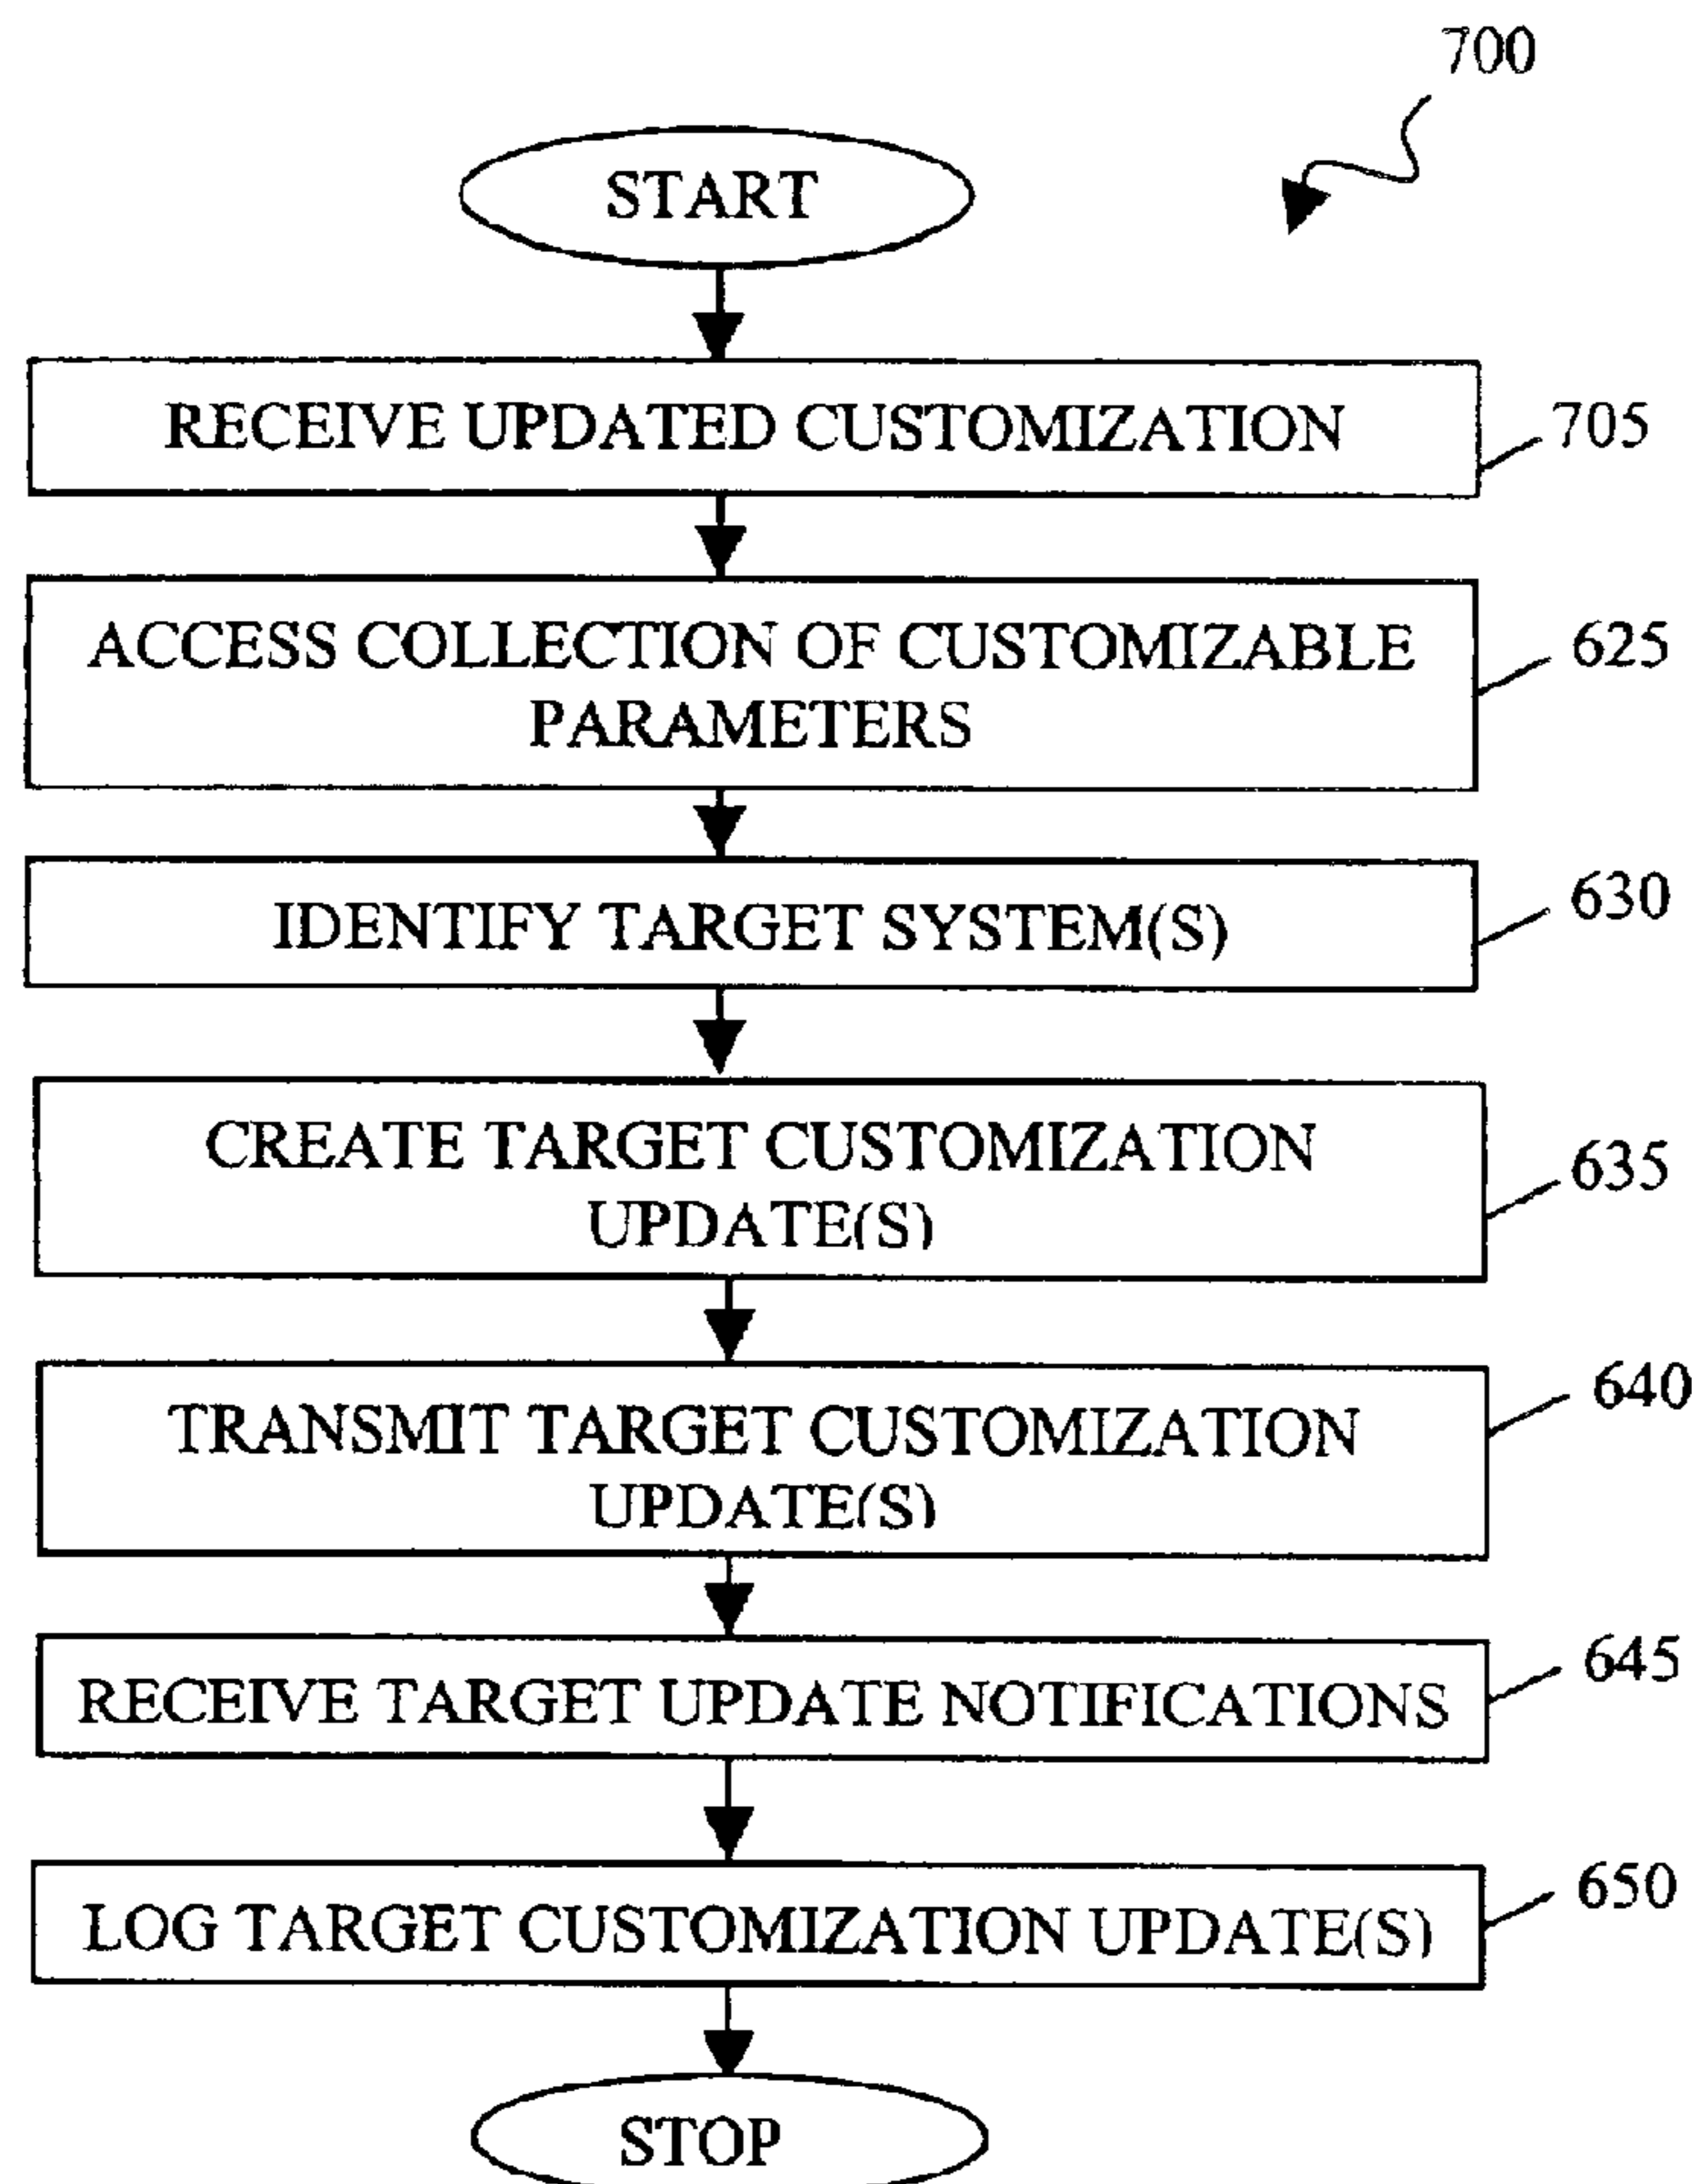 700
START
RECEIVE UPDATED CUSTOMIZATION
705
ACCESS COLLECTION OF CUSTOMIZABLE
PARAMETERS
625
IDENTIFY TARGET SYSTEM(S)
630
CREATE TARGET CUSTOMIZATION
UPDATE(S)
635
TRANSMIT TARGET CUSTOMIZATION
UPDATE(S)
640
RECEIVE TARGET UPDATE NOTIFICATIONS
645
LOG TARGET CUSTOMIZATION UPDATE(S)
650
STOP